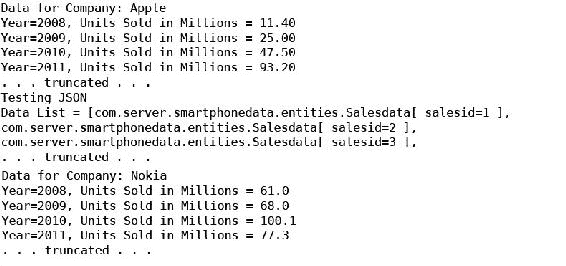 Data for Company: Apple
Year=2008, Units Sold in Millions = 11.40
Year=2009, Units Sold in Millions = 25.00
Year=2010, Units Sold in Millions = 47.50
Year=2011, Units Sold in Millions = 93.20
. . . truncated . . .
Testing JSON
Data List = [com.server.smartphonedata.entities.Salesdata[ salesid=1 ],
com.server.smartphonedata.entities.Salesdata[ salesid=2 ],
com.server.smartphonedata.entities.Salesdata[ salesid=3 ],
. . . truncated . . .
Data for Company: Nokia
Year=2008, Units Sold in Millions = 61.0
Year=2009, Units Sold in Millions = 68.0
Year=2010, Units Sold in Millions = 100.1
Year=2011, Units Sold in Millions = 77.3
. . . truncated . . .